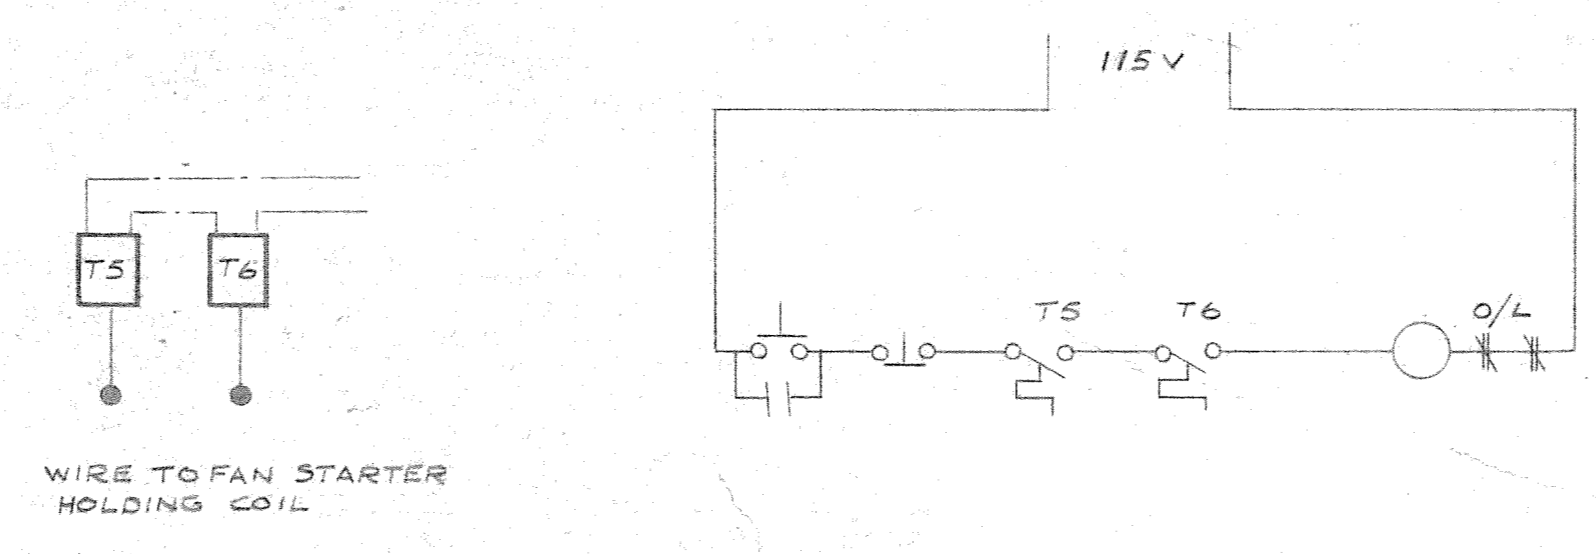 115V
T5 T6
T5 T6 O/L
WIRE TO FAN STARTER
HOLDING COIL